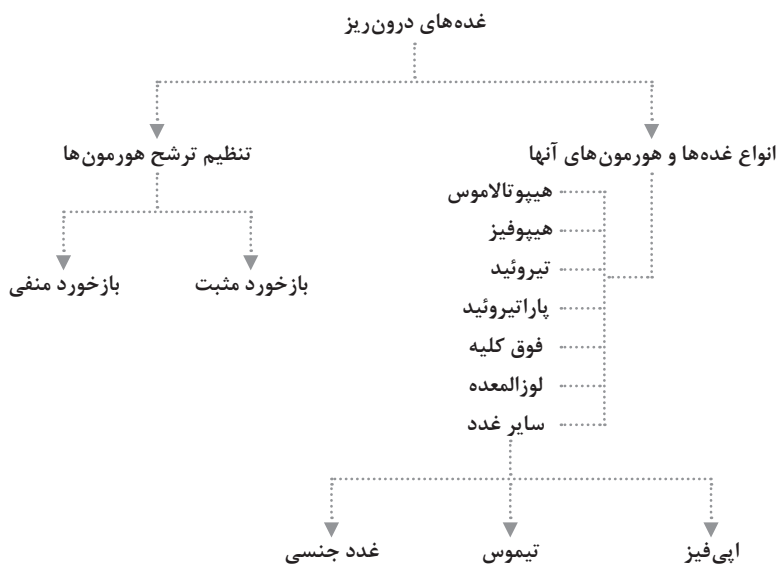 غده‌های درون‌ریز
انواع غده‌ها و هورمون‌های آنها
تنظیم ترشح هورمون‌ها
هیپوتالاموس
هیپوفیز
تیروئید
پاراتیروئید
فوق کلیه
لوزالمعده
سایر غدد
بازخورد مثبت
بازخورد منفی
اپی‌فیز
تیموس
غدد جنسی